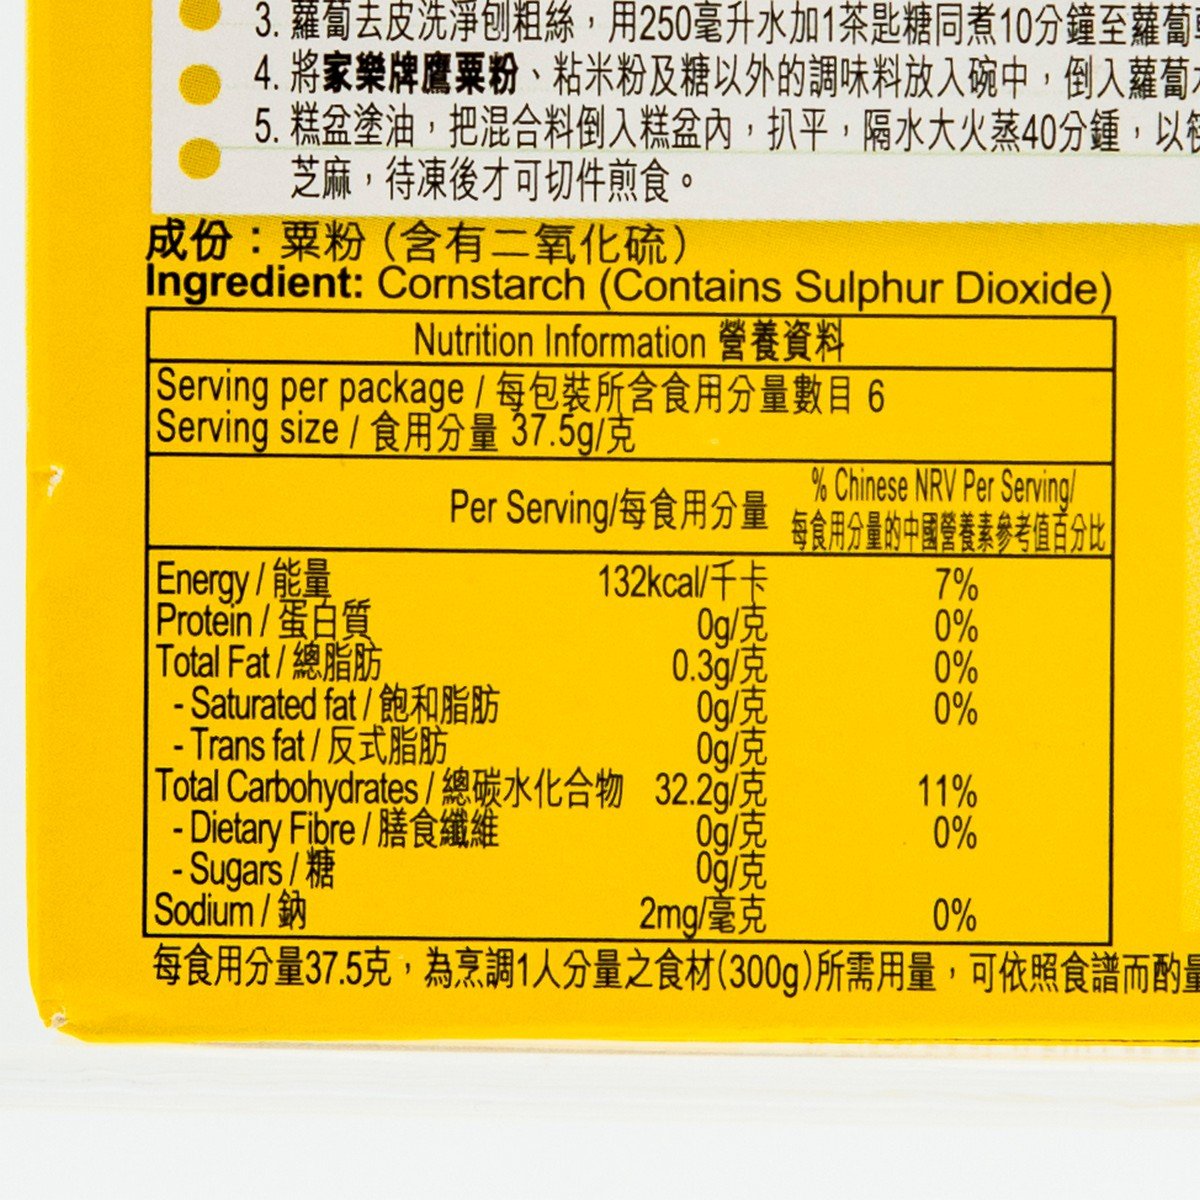 3. 蘿蔔去皮洗淨刨粗絲，用250毫升水加1茶匙糖同煮10分鐘至蘿蔔
4. 將家樂牌鷹粟粉、粘米粉及糖以外的調味料放入碗中，倒入蘿蔔
5. 糕盆塗油，把混合料倒入糕盆內，扒平，隔水大火蒸40分鍾，以
芝麻，待凍後才可切件煎食。
成份：粟粉（含有二氧化硫）
Ingredient: Cornstarch (Contains Sulphur Dioxide)
Nutrition Information 營養資料
Serving per package / 每包裝所含食用分量數目 6
Serving size / 食用分量 37.5g/克
Per Serving/每食用分量 % Chinese NRV Per Serving/
每食用分量的中國營養素參考值百分比
Energy / 能量 132kcal/千卡 7%
Protein / 蛋白質 0g/克 0%
Total Fat / 總脂肪 0.3g/克 0%
- Saturated fat / 飽和脂肪 0g/克 0%
- Trans fat / 反式脂肪 0g/克
Total Carbohydrates / 總碳水化合物 32.2g/克 11%
- Dietary Fibre / 膳食纖維 0g/克 0%
- Sugars / 糖 0g/克
Sodium / 鈉 2mg/毫克 0%
每食用分量37.5克，為烹調1人分量之食材(300g)所需用量，可依照食譜而酌量